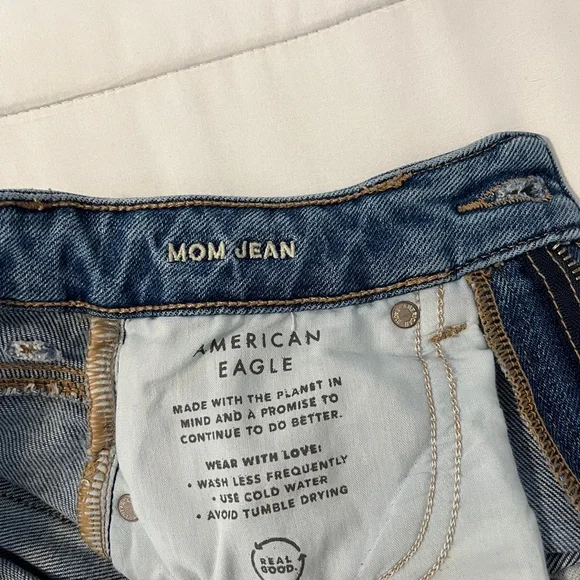 MOM JEAN
AMERICAN
EAGLE
MADE WITH THE PLANET IN
MIND AND A PROMISE TO
CONTINUE TO DO BETTER.
WEAR WITH LOVE:
• WASH LESS FREQUENTLY
• USE COLD WATER
• AVOID TUMBLE DRYING
REAL
GOOD.